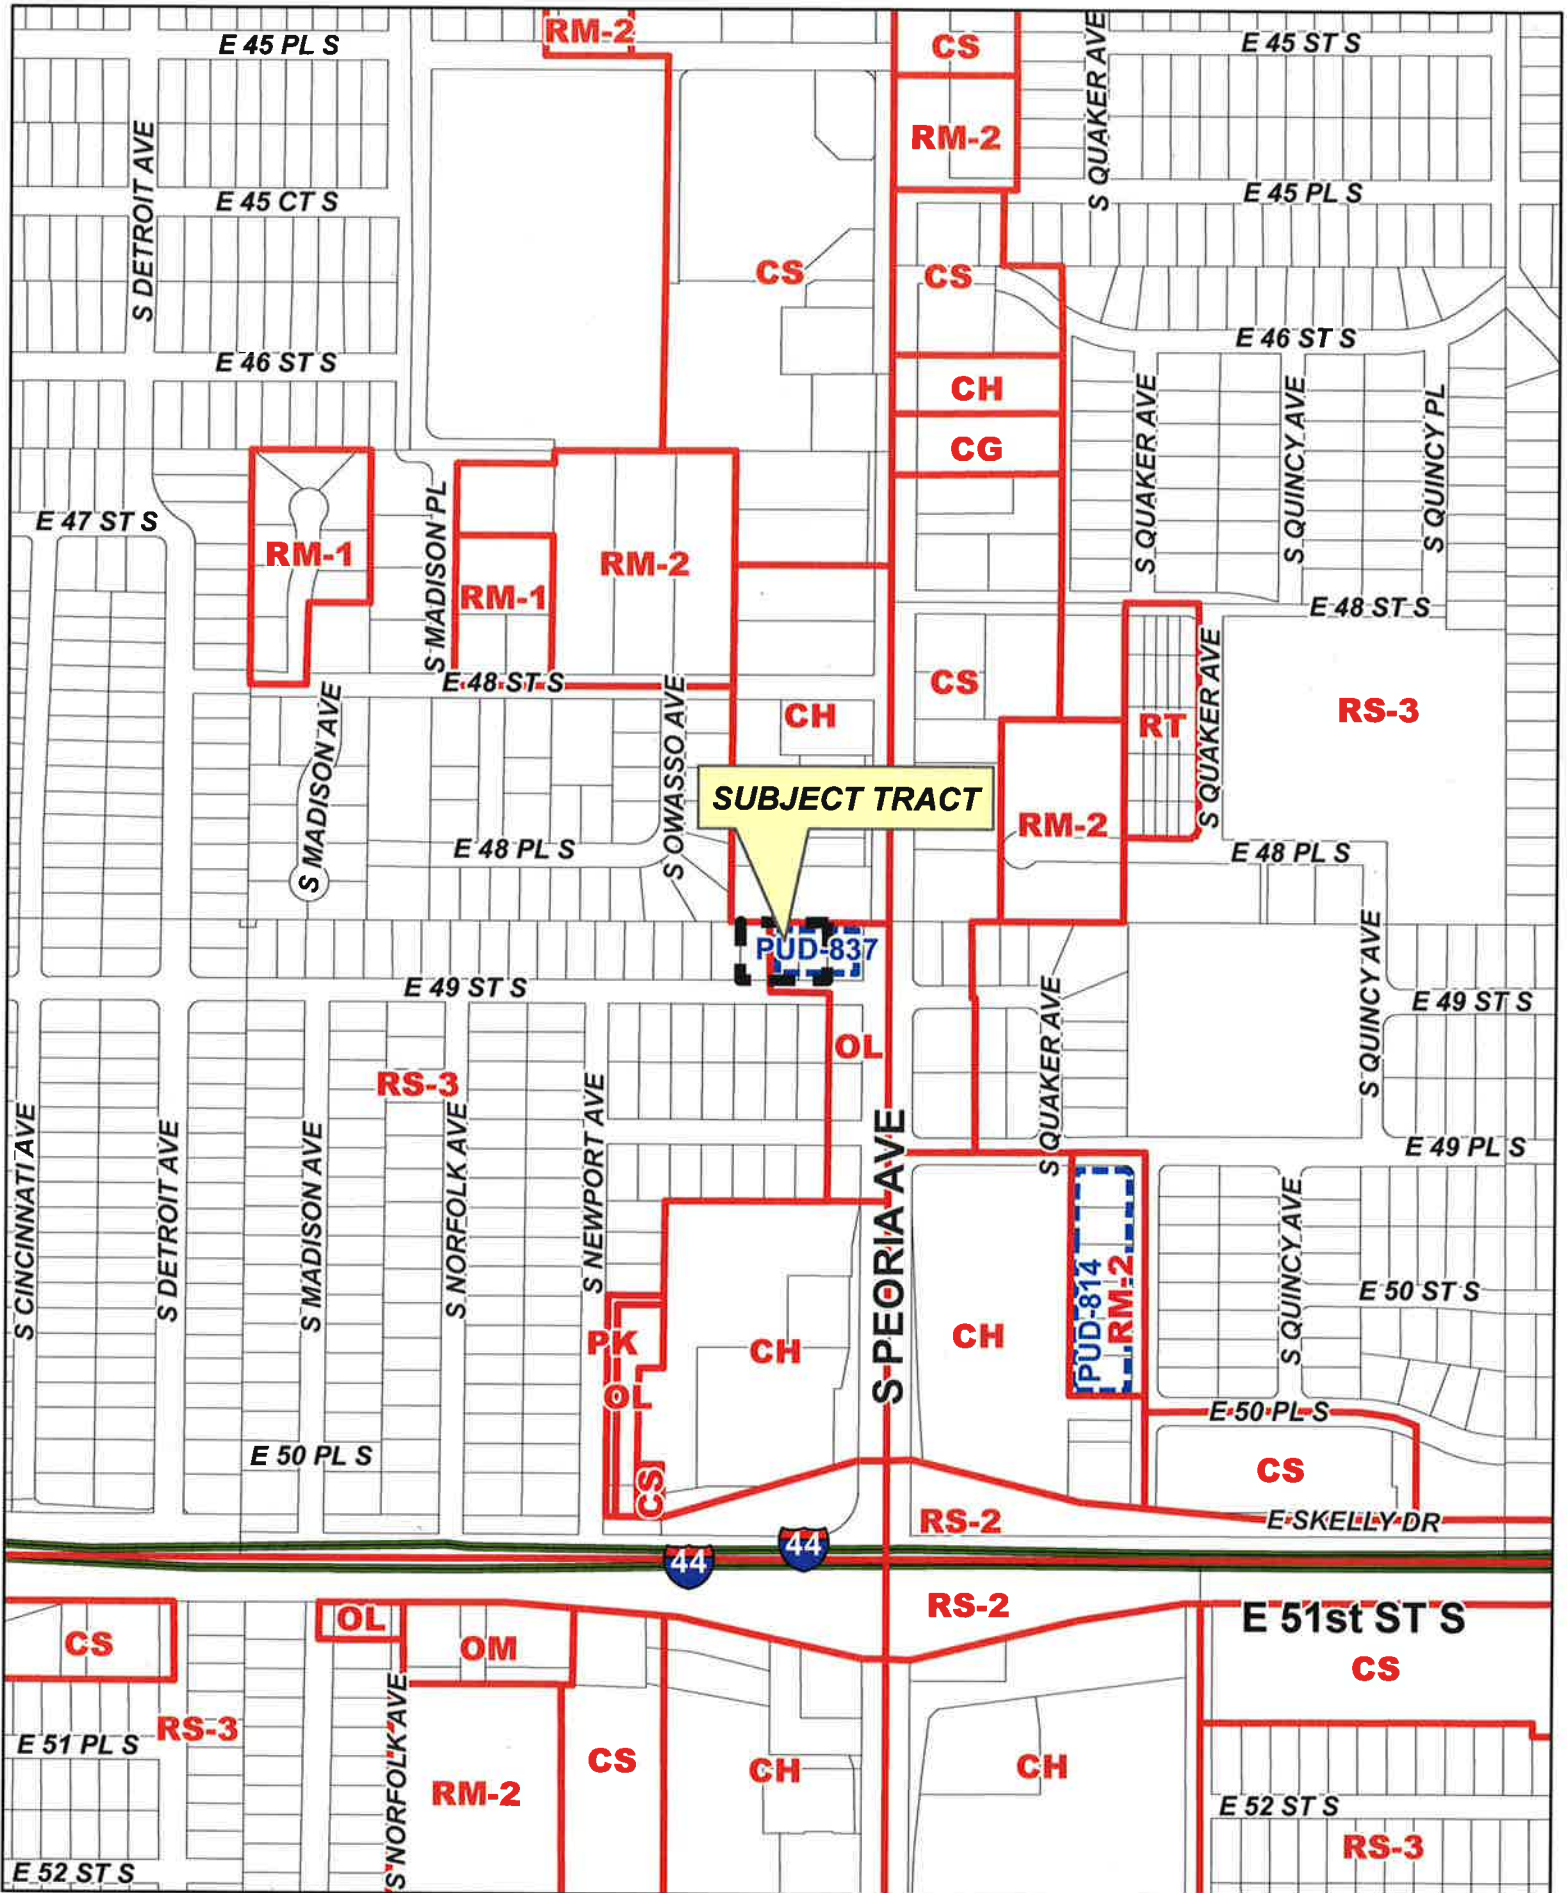 RM-2
CS
S QUAKER AVE
E 45 PL S
E 45 ST S
S DETROIT AVE
RM-2
E 45 CT S
E 45 PL S
CS
CS
E 46 ST S
E 46 ST S
CH
S QUAKER AVE
S QUINCY AVE
S QUINCY PL
CG
E 47 ST S
S MADISON PL
RM-1
RM-2
RM-1
E 48 ST S
E 48 ST S
S MADISON AVE
S OWASSO AVE
CS
S QUAKER AVE
RS-3
CH
RT
SUBJECT TRACT
RM-2
E 48 PL S
E 48 PL S
PUD-837
S QUINCY AVE
E 49 ST S
E 49 ST S
S QUAKER AVE
OL
RS-3
S CINCINNATI AVE
S DETROIT AVE
S MADISON AVE
S NORFOLK AVE
S NEWPORT AVE
S PEORIA AVE
E 49 PL S
S QUINCY AVE
PUD-814
RM-2
E 50 ST S
PK
CH
CH
OL
E 50 PL S
E 50 PL S
CS
CS
RS-2
E SKELLY DR
44
44
RS-2
OL
E 51st ST S
CS
OM
CS
S NORFOLK AVE
RS-3
E 51 PL S
CS
CH
CH
RM-2
E 52 ST S
RS-3
E 52 ST S